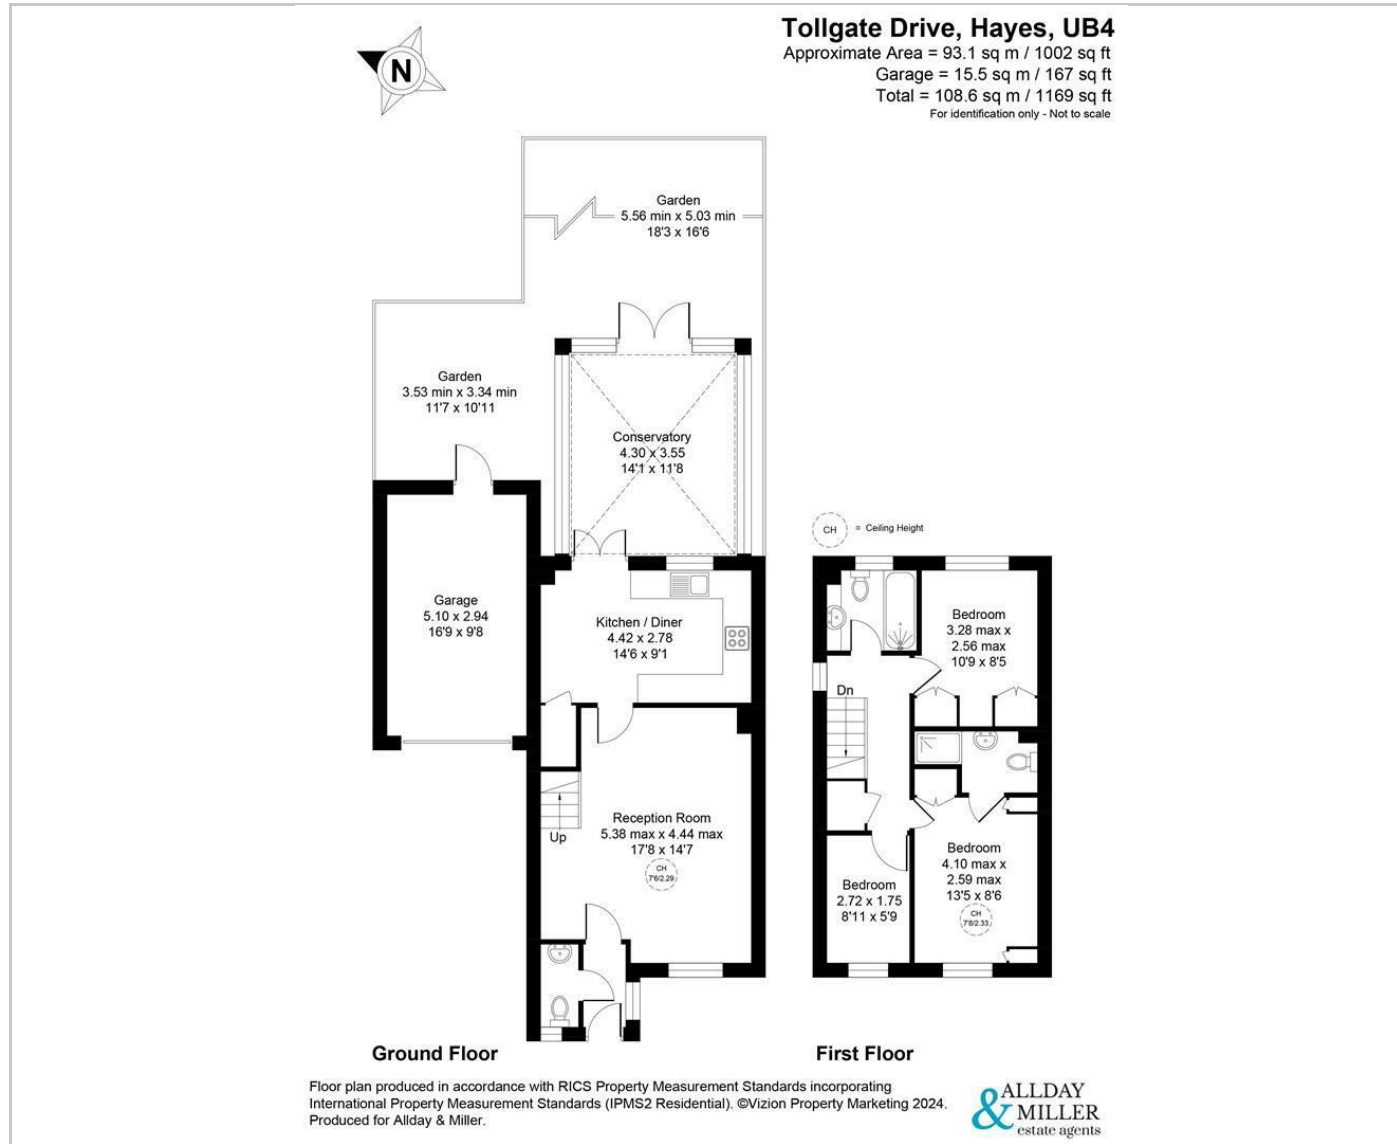 Tollgate Drive, Hayes, UB4
Approximate Area = 93.1 sq m / 1002 sq ft
Garage = 15.5 sq m / 167 sq ft
Total = 108.6 sq m / 1169 sq ft
For identification only - Not to scale
N
Garden
5.56 min x 5.03 min
18'3 x 16'6
Garden
3.53 min x 3.34 min
11'7 x 10'11
Conservatory
4.30 x 3.55
14'1 x 11'8
Garage
5.10 x 2.94
16'9 x 9'8
Kitchen / Diner
4.42 x 2.78
14'6 x 9'1
Reception Room
5.38 max x 4.44 max
17'8 x 14'7
CH
7'6/2.29
Up
CH = Ceiling Height
Bedroom
3.28 max x
2.56 max
10'9 x 8'5
Dn
Bedroom
4.10 max x
2.59 max
13'5 x 8'6
CH
7'8/2.33
Bedroom
2.72 x 1.75
8'11 x 5'9
Ground Floor
First Floor
Floor plan produced in accordance with RICS Property Measurement Standards incorporating
International Property Measurement Standards (IPMS2 Residential). ©Vizion Property Marketing 2024.
Produced for Allday & Miller.
ALLDAY
& MILLER
estate agents